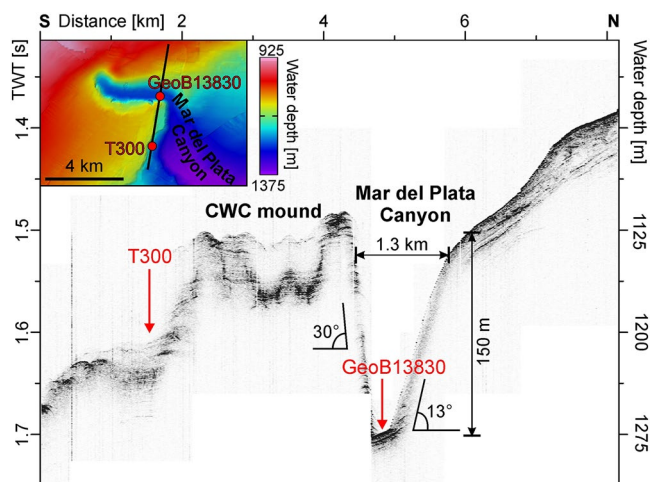 S Distance [km] 2 4 6 N
TWT [s]
1.4
1.5
1.6
1.7
925
Water depth [m]
1375
GeoB13830
Mar del Plata
Canyon
T300
4 km
CWC mound
Mar del Plata
Canyon
1.3 km
T300
30°
GeoB13830
13°
150 m
Water depth [m]
1125
1200
1275